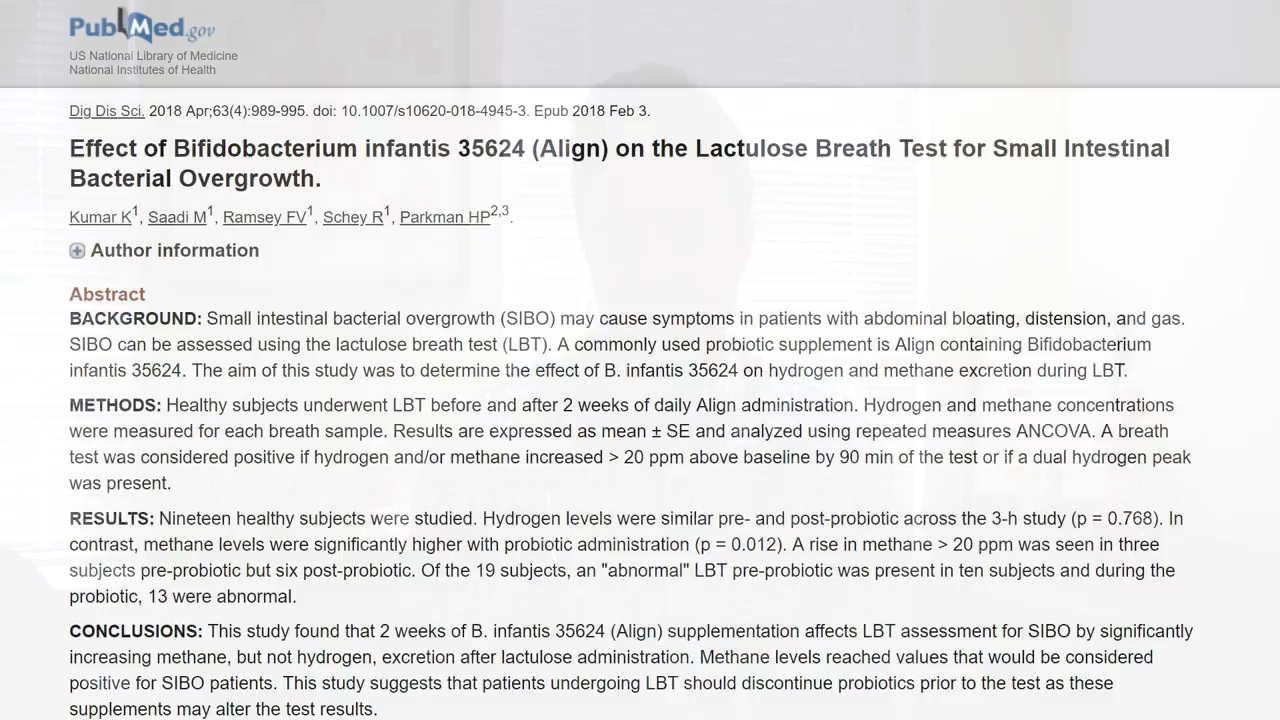 PubMed.gov
US National Library of Medicine
National Institutes of Health
Dig Dis Sci. 2018 Apr;63(4):989-995. doi: 10.1007/s10620-018-4945-3. Epub 2018 Feb 3.
Effect of Bifidobacterium infantis 35624 (Align) on the Lactulose Breath Test for Small Intestinal
Bacterial Overgrowth.
Kumar K1, Saadi M1, Ramsey FV1, Schey R1, Parkman HP2,3.
Author information
Abstract
BACKGROUND: Small intestinal bacterial overgrowth (SIBO) may cause symptoms in patients with abdominal bloating, distension, and gas.
SIBO can be assessed using the lactulose breath test (LBT). A commonly used probiotic supplement is Align containing Bifidobacterium
infantis 35624. The aim of this study was to determine the effect of B. infantis 35624 on hydrogen and methane excretion during LBT.
METHODS: Healthy subjects underwent LBT before and after 2 weeks of daily Align administration. Hydrogen and methane concentrations
were measured for each breath sample. Results are expressed as mean ± SE and analyzed using repeated measures ANCOVA. A breath
test was considered positive if hydrogen and/or methane increased > 20 ppm above baseline by 90 min of the test or if a dual hydrogen peak
was present.
RESULTS: Nineteen healthy subjects were studied. Hydrogen levels were similar pre- and post-probiotic across the 3-h study (p = 0.768). In
contrast, methane levels were significantly higher with probiotic administration (p = 0.012). A rise in methane > 20 ppm was seen in three
subjects pre-probiotic but six post-probiotic. Of the 19 subjects, an "abnormal" LBT pre-probiotic was present in ten subjects and during the
probiotic, 13 were abnormal.
CONCLUSIONS: This study found that 2 weeks of B. infantis 35624 (Align) supplementation affects LBT assessment for SIBO by significantly
increasing methane, but not hydrogen, excretion after lactulose administration. Methane levels reached values that would be considered
positive for SIBO patients. This study suggests that patients undergoing LBT should discontinue probiotics prior to the test as these
supplements may alter the test results.